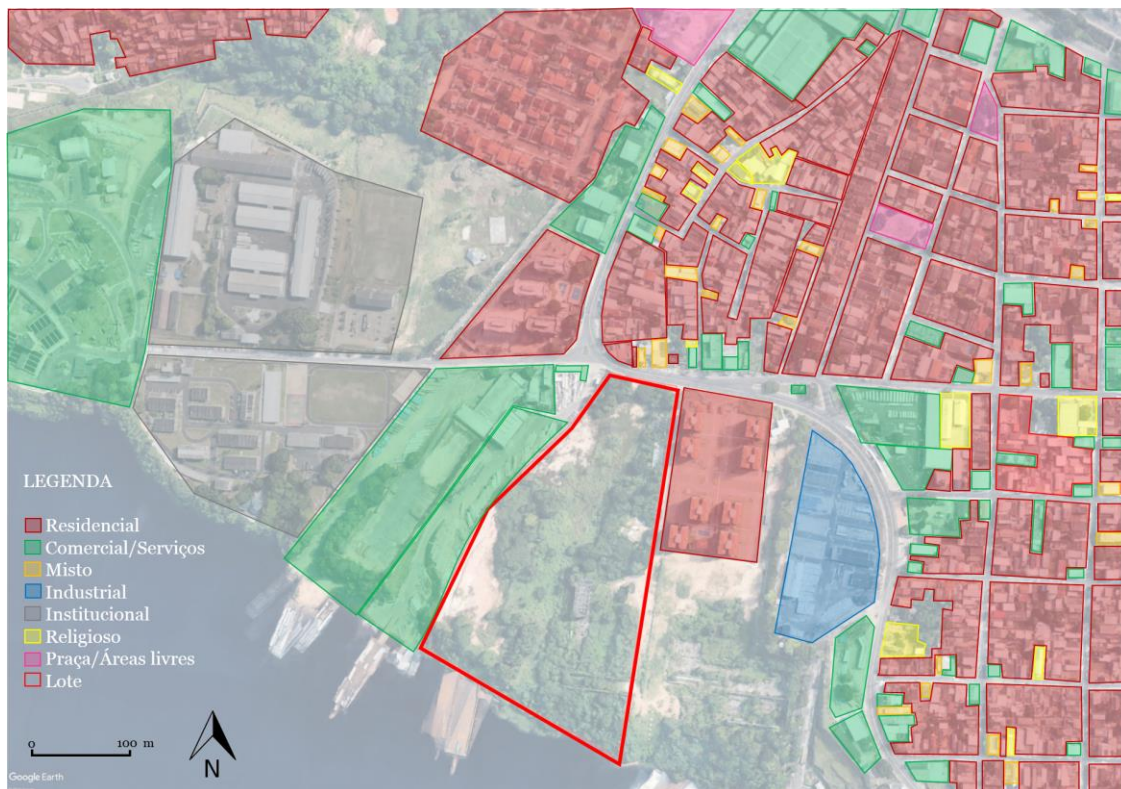 LEGENDA
Residencial
Comercial/Serviços
Misto
Industrial
Institucional
Religioso
Praça/Áreas livres
Lote
0 100 m
N
Google Earth